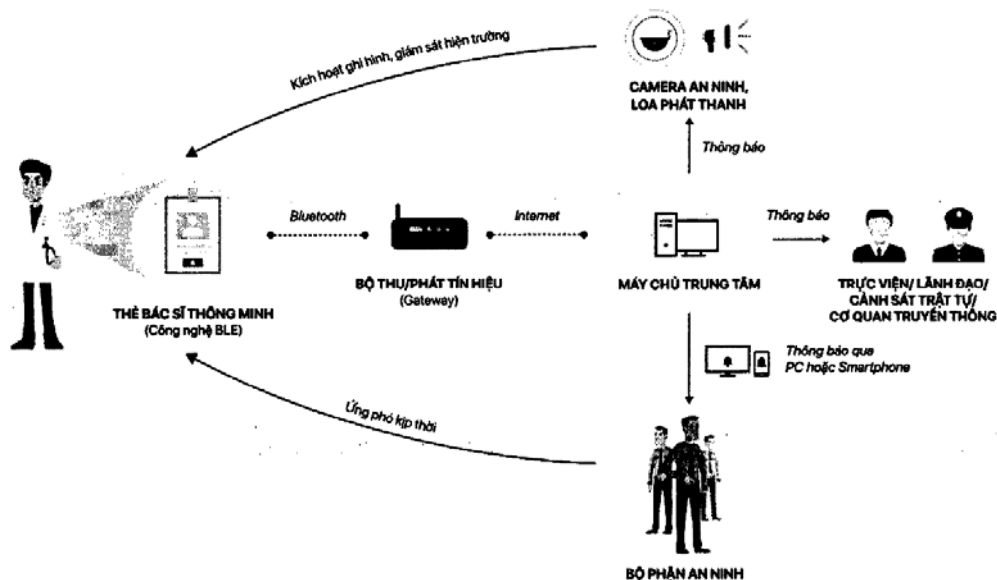 Kích hoạt ghi hình, giám sát hiện trường
CAMERA AN NINH,
LOA PHÁT THANH
Thông báo
Bluetooth
Internet
Thông báo
THẺ BÁC SĨ THÔNG MINH
(Công nghệ BLE)
BỘ THU/PHÁT TÍN HIỆU
(Gateway)
MÁY CHỦ TRUNG TÂM
TRỰC VIỆN/ LÃNH ĐẠO/
CẢNH SÁT TRẬT TỰ/
CƠ QUAN TRUYỀN THÔNG
Thông báo qua
PC hoặc Smartphone
Ứng phó kịp thời
BỘ PHẬN AN NINH